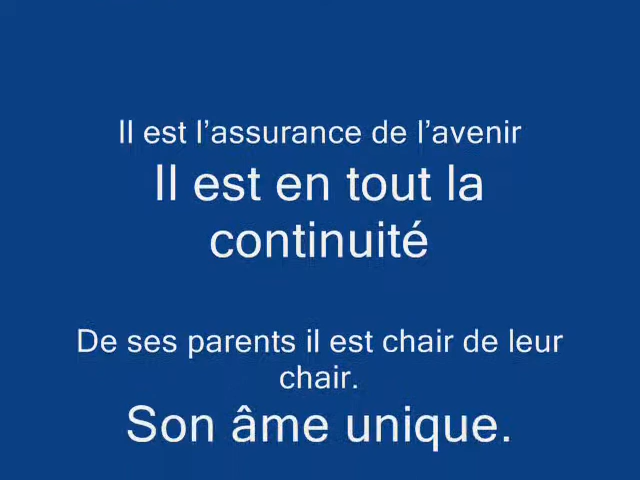 Il est l’assurance de l’avenir
Il est en tout la
continuité
De ses parents il est chair de leur
chair.
Son âme unique.